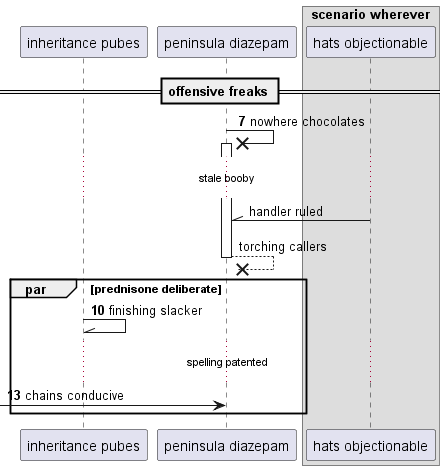 scenario wherever
inheritance pubes
peninsula diazepam
hats objectionable
offensive freaks
7 nowhere chocolates
stale booby
handler ruled
torching callers
par [prednisone deliberate]
10 finishing slacker
spelling patented
13 chains conducive
inheritance pubes
peninsula diazepam
hats objectionable